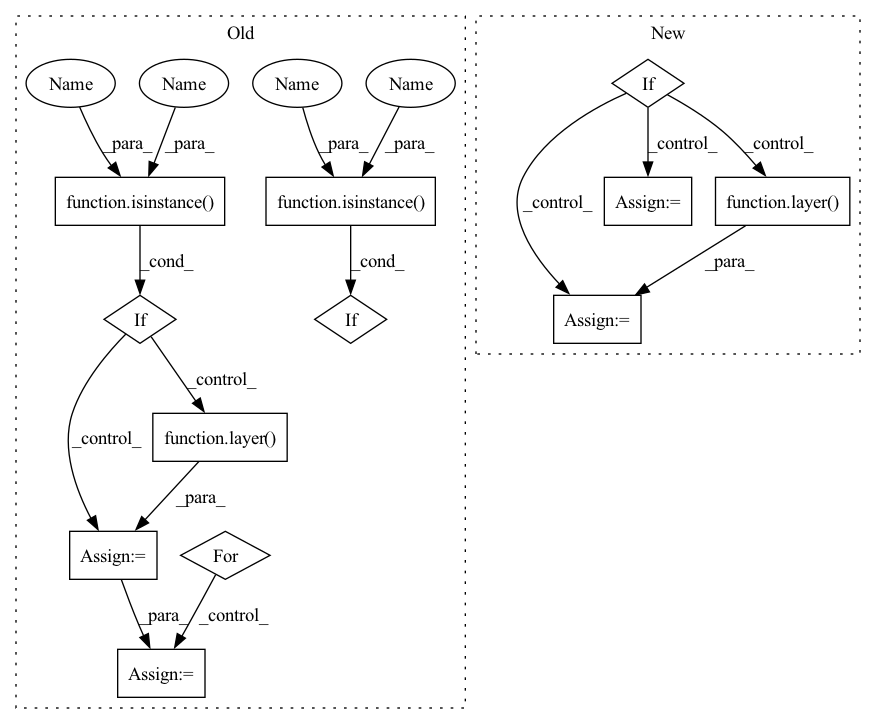 Old
New
Name Name Name Name
If
_para_ _para_ _para_ _para_
_control_ _control_
function.isinstance() function.isinstance()
Assign:= function.layer()
_control_
_cond_ _cond_
_para_
If If
Assign:=
_control_
_control_
function.layer()
_para_
Assign:= For
_para_ _control_
Assign:=